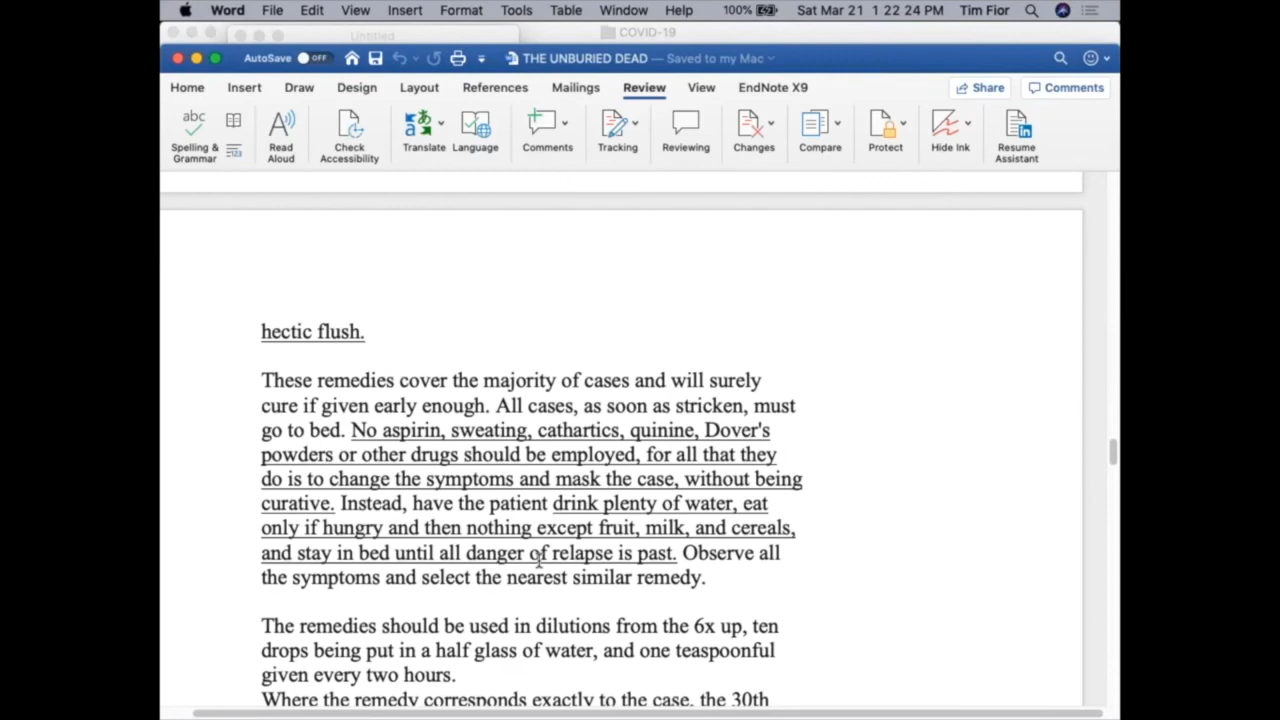 Word File Edit View Insert Format Tools Table Window Help 100% Sat Mar 21 1 22 24 PM Tim Fior
Untitled COVID-19
AutoSave OFF THE UNBURIED DEAD — Saved to my Mac
Home Insert Draw Design Layout References Mailings Review View EndNote X9 Share Comments
abc
Spelling & Grammar
123
A
Read Aloud
Check Accessibility
Translate
Language
Comments
Tracking
Reviewing
Changes
Compare
Protect
Hide Ink
Resume Assistant
hectic flush.
These remedies cover the majority of cases and will surely
cure if given early enough. All cases, as soon as stricken, must
go to bed. No aspirin, sweating, cathartics, quinine, Dover's
powders or other drugs should be employed, for all that they
do is to change the symptoms and mask the case, without being
curative. Instead, have the patient drink plenty of water, eat
only if hungry and then nothing except fruit, milk, and cereals,
and stay in bed until all danger of relapse is past. Observe all
the symptoms and select the nearest similar remedy.
The remedies should be used in dilutions from the 6x up, ten
drops being put in a half glass of water, and one teaspoonful
given every two hours.
Where the remedy corresponds exactly to the case, the 30th